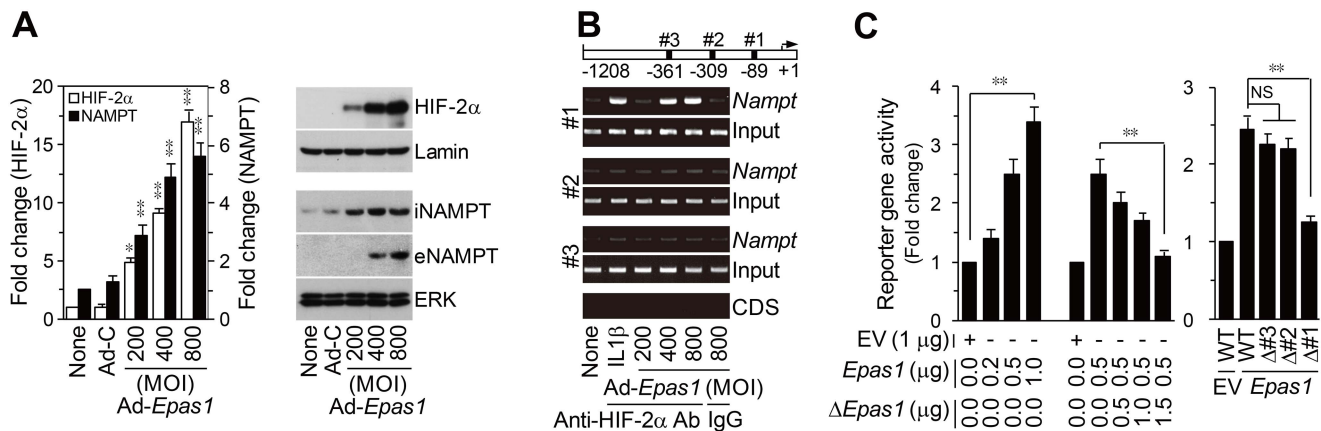 A
B
C
20
15
10
5
0
8
6
4
2
0
Fold change (HIF-2α)
Fold change (NAMPT)
HIF-2α
NAMPT
*
**
**
**
**
**
None
Ad-C
200
400
800
(MOI)
Ad-Epas1
HIF-2α
Lamin
iNAMPT
eNAMPT
ERK
None
Ad-C
200
400
800
(MOI)
Ad-Epas1
#3 #2 #1
-1208 -361 -309 -89 +1
#1
Nampt
Input
#2
Nampt
Input
#3
Nampt
Input
CDS
None
IL1β
200
400
800
800
Ad-Epas1 (MOI)
Anti-HIF-2α Ab IgG
Reporter gene activity
(Fold change)
4
3
2
1
0
**
**
EV (1 μg) + - - - + - - - -
Epas1 (μg) 0.0 0.2 0.5 1.0 0.0 0.5 0.5 0.5 0.5
ΔEpas1 (μg) 0.0 0.0 0.0 0.0 0.0 0.0 0.5 1.0 1.5
3
2
1
0
**
NS
WT
WT
Δ#3
Δ#2
Δ#1
EV Epas1